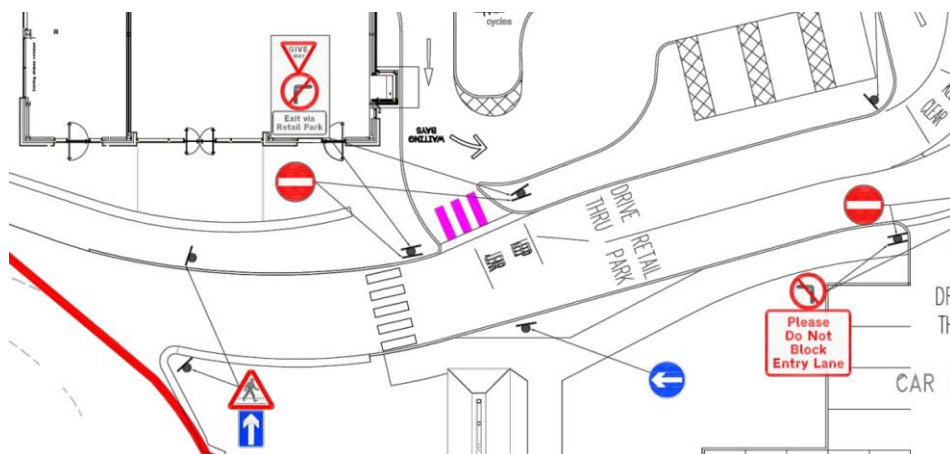 cycles
GIVE
WAY
Exit via
Retail Park
WAITING
BAYS
CLEAR
DRIVE
THRU
RETAIL
PARK
Please
Do Not
Block
Entry Lane
CAR